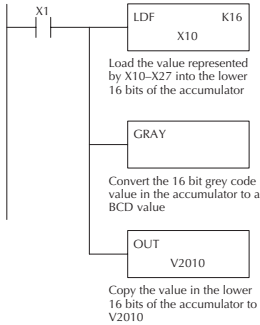 X1
LDF K16
X10
Load the value represented
by X10–X27 into the lower
16 bits of the accumulator
GRAY
Convert the 16 bit grey code
value in the accumulator to a
BCD value
OUT
V2010
Copy the value in the lower
16 bits of the accumulator to
V2010